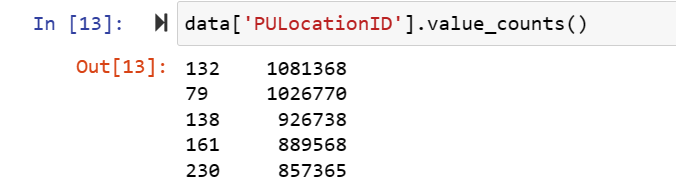 In [13]: data['PULocationID'].value_counts()
Out[13]: 132 1081368
79 1026770
138 926738
161 889568
230 857365